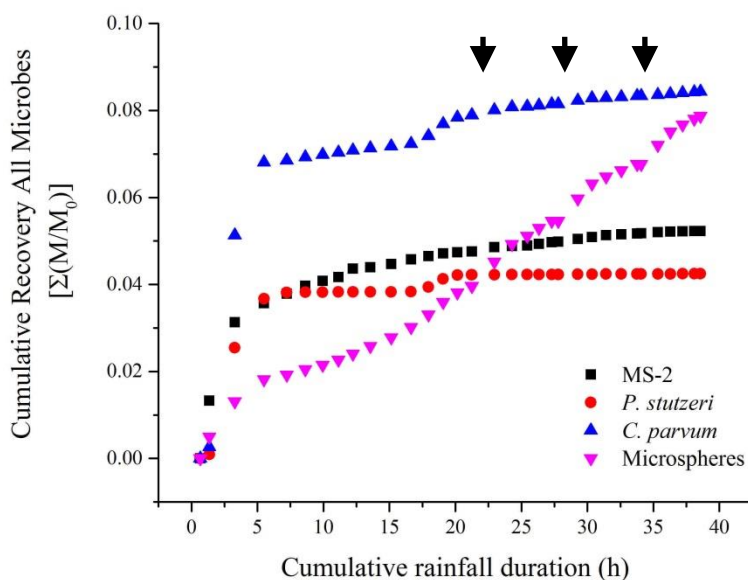 Cumulative Recovery All Microbes
[Σ(M/M₀)]
0.10
0.08
0.06
0.04
0.02
0.00
MS-2
P. stutzeri
C. parvum
Microspheres
0 5 10 15 20 25 30 35 40
Cumulative rainfall duration (h)